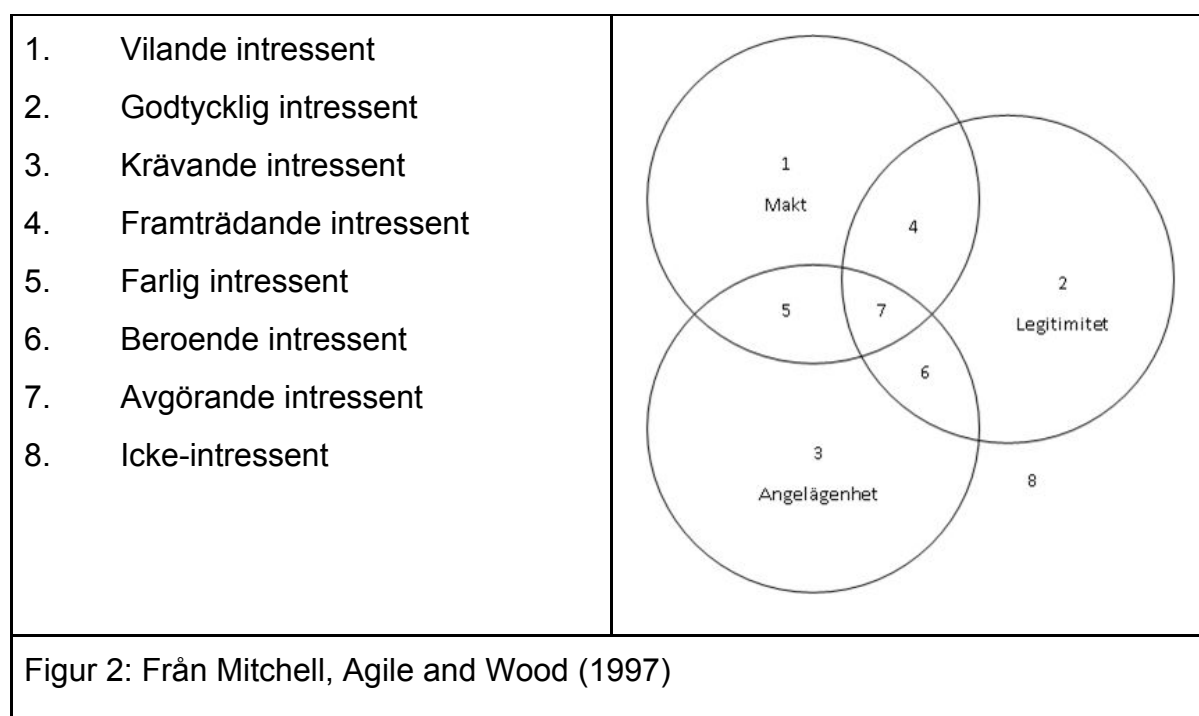 1. Vilande intressent
2. Godtycklig intressent
3. Krävande intressent
4. Framträdande intressent
5. Farlig intressent
6. Beroende intressent
7. Avgörande intressent
8. Icke-intressent
1
Makt
4
2
Legitimitet
5
7
6
3
Angelägenhet
8
Figur 2: Från Mitchell, Agile and Wood (1997)